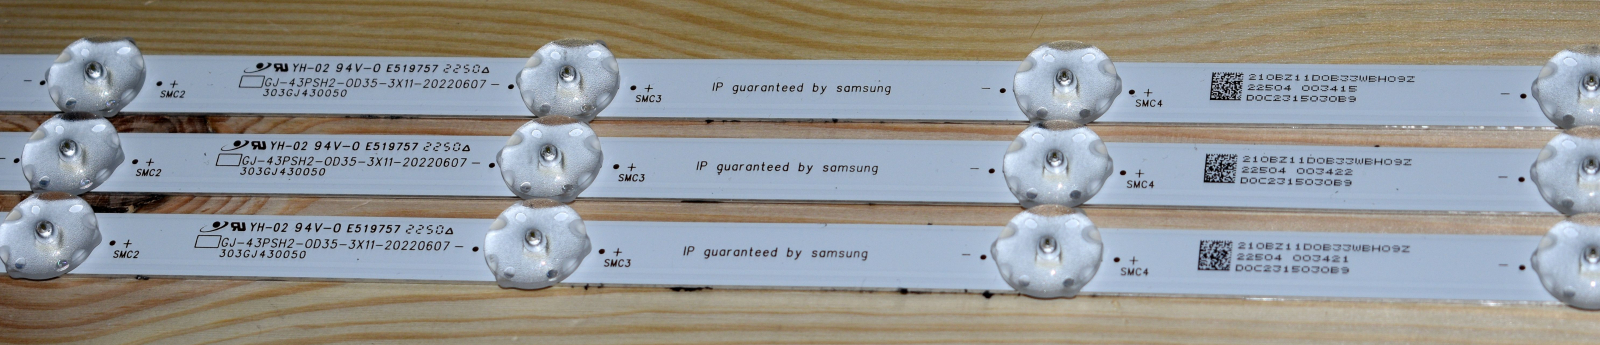 YH-02 94V-0 E519757 2250
GJ-43PSH2-0D35-3X11-20220607
303GJ430050
SMC2
SMC3
IP guaranteed by samsung
SMC4
210BZ11D0B33WBH09Z
22504 003415
D0C2315030B9
YH-02 94V-0 E519757 2250
GJ-43PSH2-0D35-3X11-20220607
303GJ430050
SMC2
SMC3
IP guaranteed by samsung
SMC4
210BZ11D0B33WBH09Z
22504 003422
D0C2315030B9
YH-02 94V-0 E519757 2250
GJ-43PSH2-0D35-3X11-20220607
303GJ430050
SMC2
SMC3
IP guaranteed by samsung
SMC4
210BZ11D0B33WBH09Z
22504 003421
D0C2315030B9